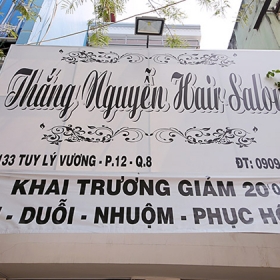 Thắng Nguyễn Hair Salon
133 TUY LÝ VƯƠNG - P.12 - Q.8 ĐT: 0909
KHAI TRƯƠNG GIẢM 20
- DUỖI - NHUỘM - PHỤC